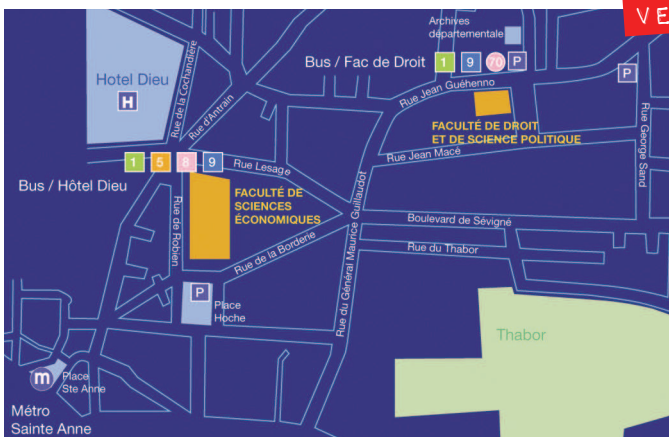 VE
Archives
départementale
Bus / Fac de Droit 1 9 70 P
P
Hotel Dieu
H
Rue de la Cochardière
Rue d'Antrain
Rue Jean Guéhenno
FACULTÉ DE DROIT
ET DE SCIENCE POLITIQUE
Rue Jean Macé
Rue George Sand
1 5 8 9
Bus / Hôtel Dieu
Rue Lesage
FACULTÉ DE
SCIENCES
ÉCONOMIQUES
Rue de Robien
Rue de la Borderie
Rue du Général Maurice Guillaudot
Boulevard de Sévigné
Rue du Thabor
P
Place
Hoche
Thabor
m
Place
Ste Anne
Métro
Sainte Anne